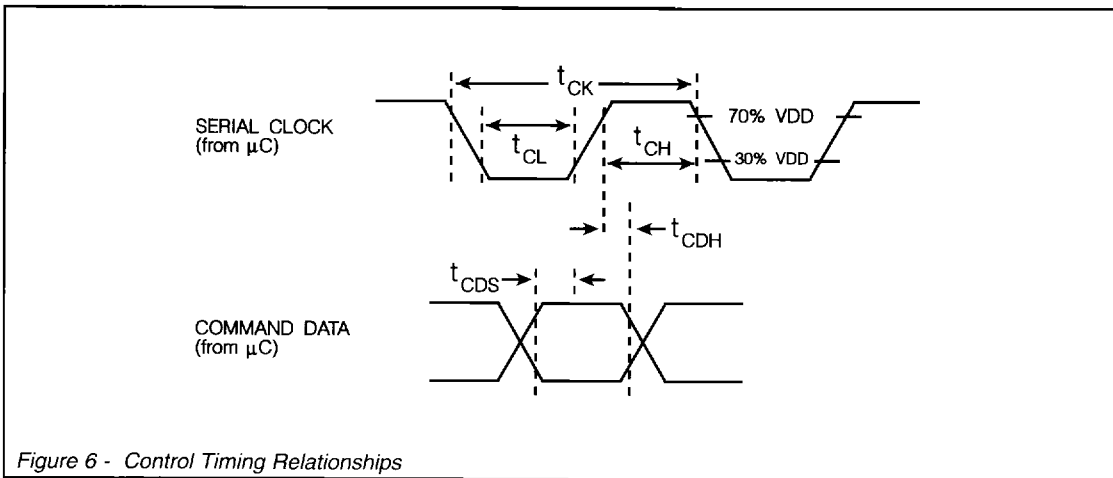 tCK
SERIAL CLOCK
(from μC)
tCL
tCH
70% VDD
30% VDD
tCDH
tCDS
COMMAND DATA
(from μC)
Figure 6 - Control Timing Relationships